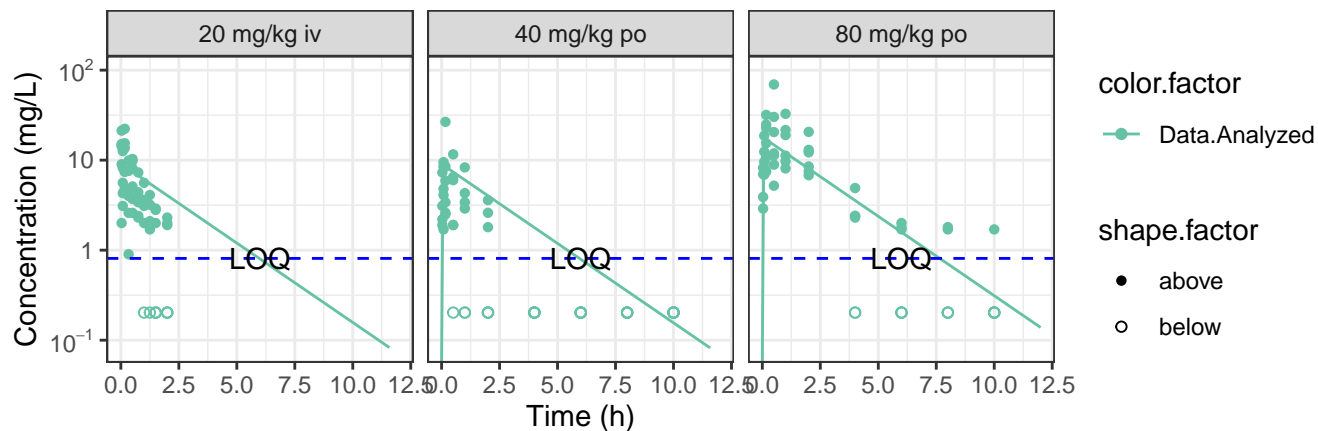 20 mg/kg iv
40 mg/kg po
80 mg/kg po
Concentration (mg/L)
10²
10
1
10⁻¹
LOQ
LOQ
LOQ
0.0 2.5 5.0 7.5 10.0 12.5
0.0 2.5 5.0 7.5 10.0 12.5
0.0 2.5 5.0 7.5 10.0 12.5
Time (h)
color.factor
Data.Analyzed
shape.factor
above
below